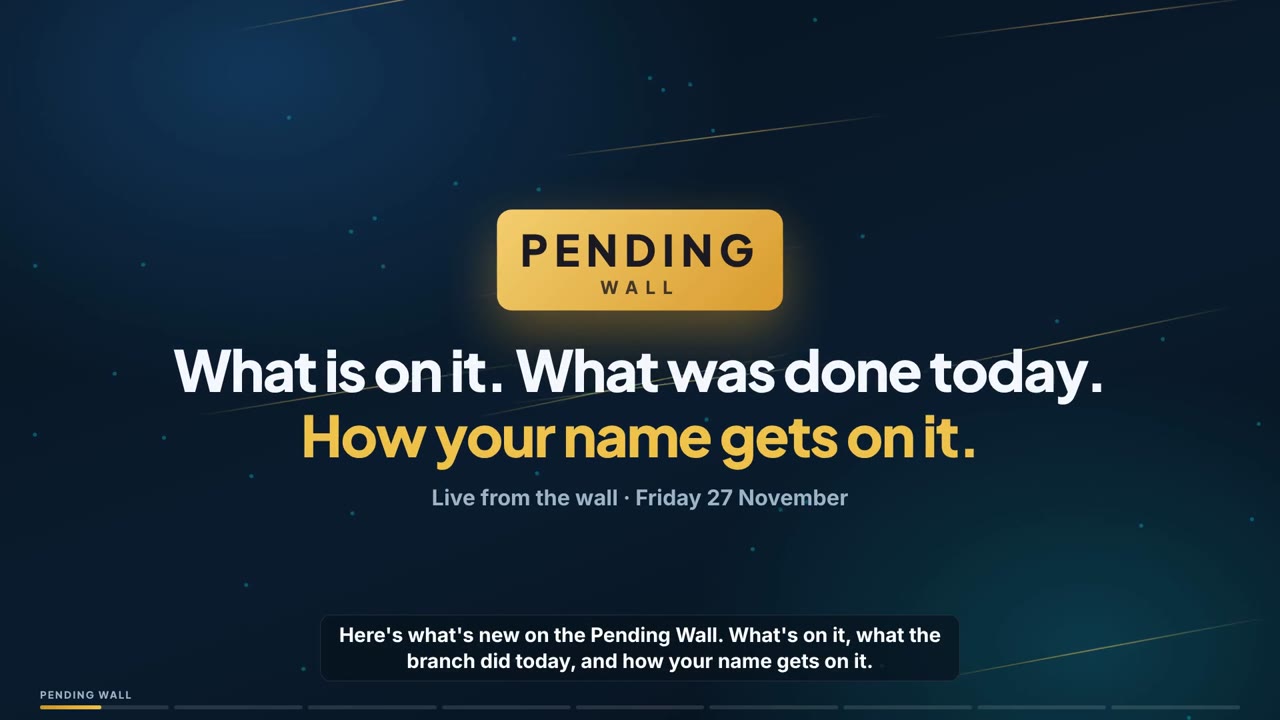 PENDING
WALL
What is on it. What was done today.
How your name gets on it.
Live from the wall · Friday 27 November
Here's what's new on the Pending Wall. What's on it, what the
branch did today, and how your name gets on it.
PENDING WALL